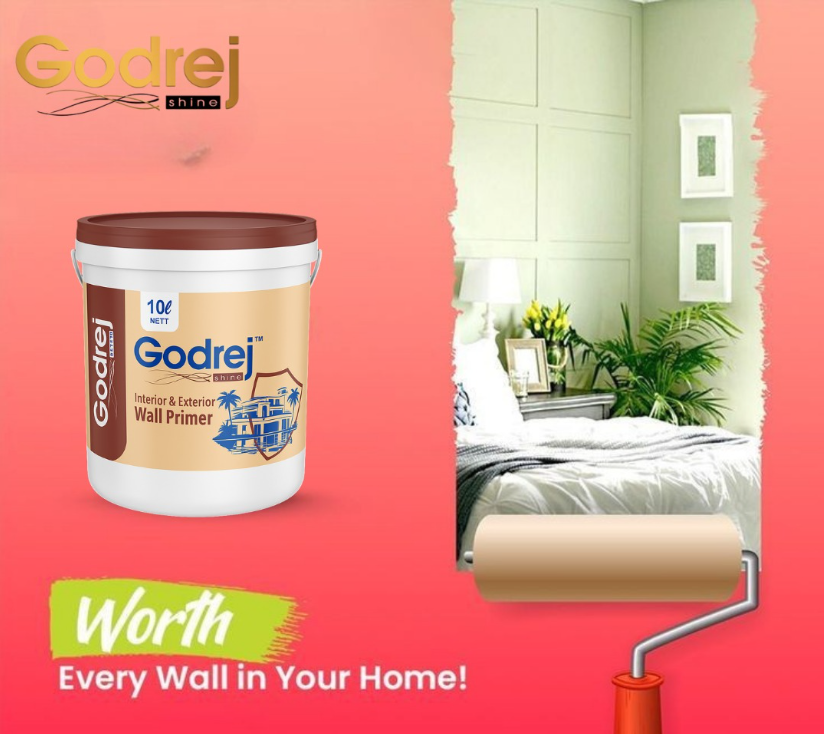 Godrej
shine
10ℓ
NETT
Godrej™
shine
Interior & Exterior
Wall Primer
Godrej
Worth
Every Wall in Your Home!